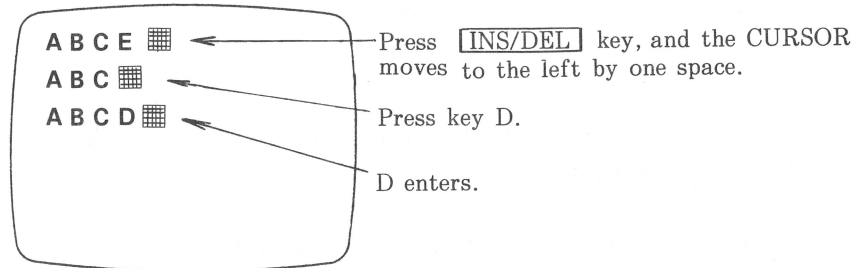 A B C E
Press INS/DEL key, and the CURSOR
moves to the left by one space.
A B C
Press key D.
A B C D
D enters.